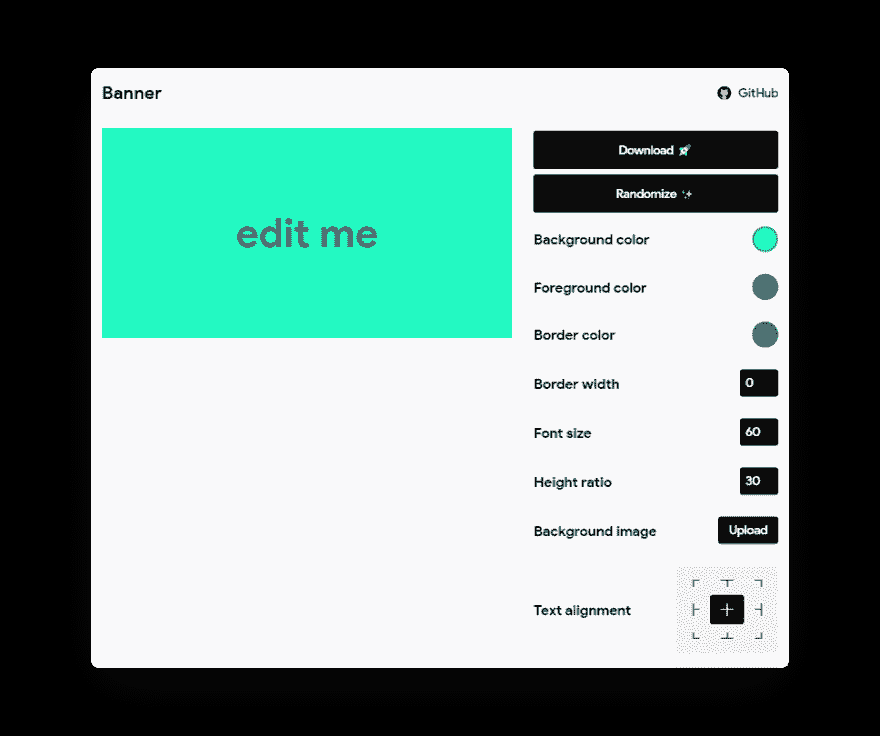 Banner
GitHub
edit me
Download 🚀
Randomize ✨
Background color
Foreground color
Border color
Border width 0
Font size 60
Height ratio 30
Background image Upload
Text alignment